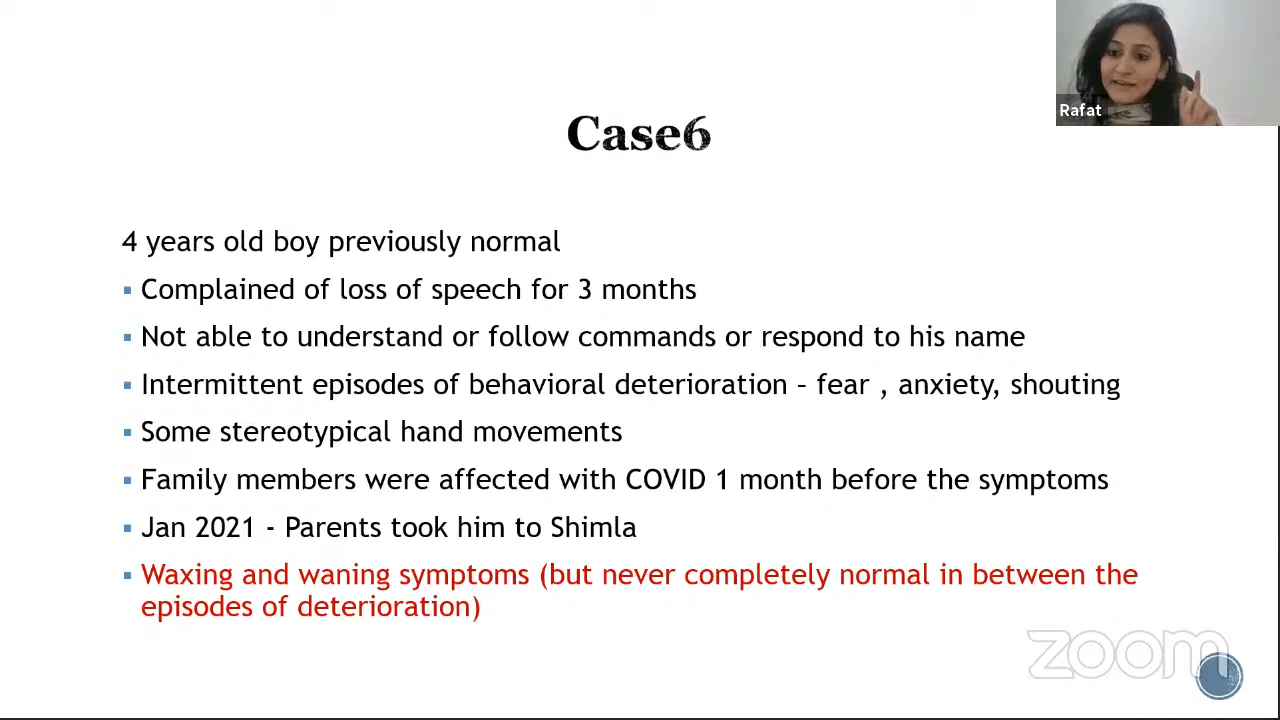 Rafat
Case6
4 years old boy previously normal
▪ Complained of loss of speech for 3 months
▪ Not able to understand or follow commands or respond to his name
▪ Intermittent episodes of behavioral deterioration – fear , anxiety, shouting
▪ Some stereotypical hand movements
▪ Family members were affected with COVID 1 month before the symptoms
▪ Jan 2021 - Parents took him to Shimla
▪ Waxing and waning symptoms (but never completely normal in between the
episodes of deterioration)
zoom